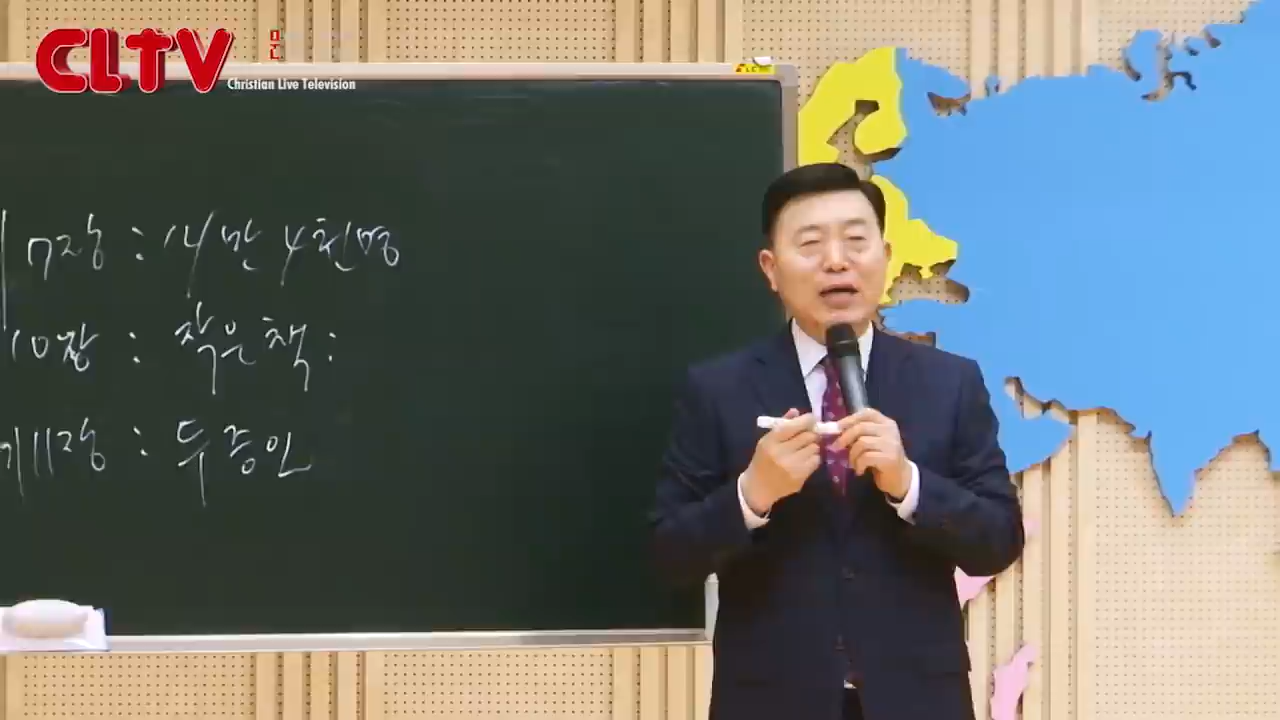 CLTV
Christian Live Television
7장 : 14만 4천명
10장 : 작은 책 :
11장 : 두 증인